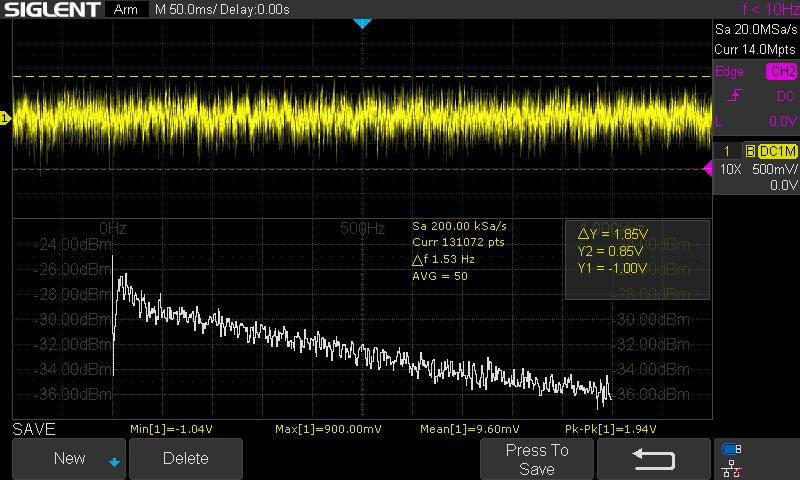 SIGLENT Arm M 50.0ms/ Delay:0.00s f < 10Hz
Sa 20.0MSa/s
Curr 14.0Mpts
Edge CH2
DC
L 0.0V
1 B DC1M
10X 500mV/
0.0V
1
0Hz 500Hz
Sa 200.00 kSa/s
Curr 131072 pts
△f 1.53 Hz
AVG = 50
△Y = 1.85V
Y2 = 0.85V
Y1 = -1.00V
-24.00dBm
-26.00dBm
-28.00dBm -28.00dBm
-30.00dBm -30.00dBm
-32.00dBm -32.00dBm
-34.00dBm -34.00dBm
-36.00dBm -36.00dBm
SAVE Min[1]=-1.04V Max[1]=900.00mV Mean[1]=9.60mV Pk-Pk[1]=1.94V
New Delete Press To
Save